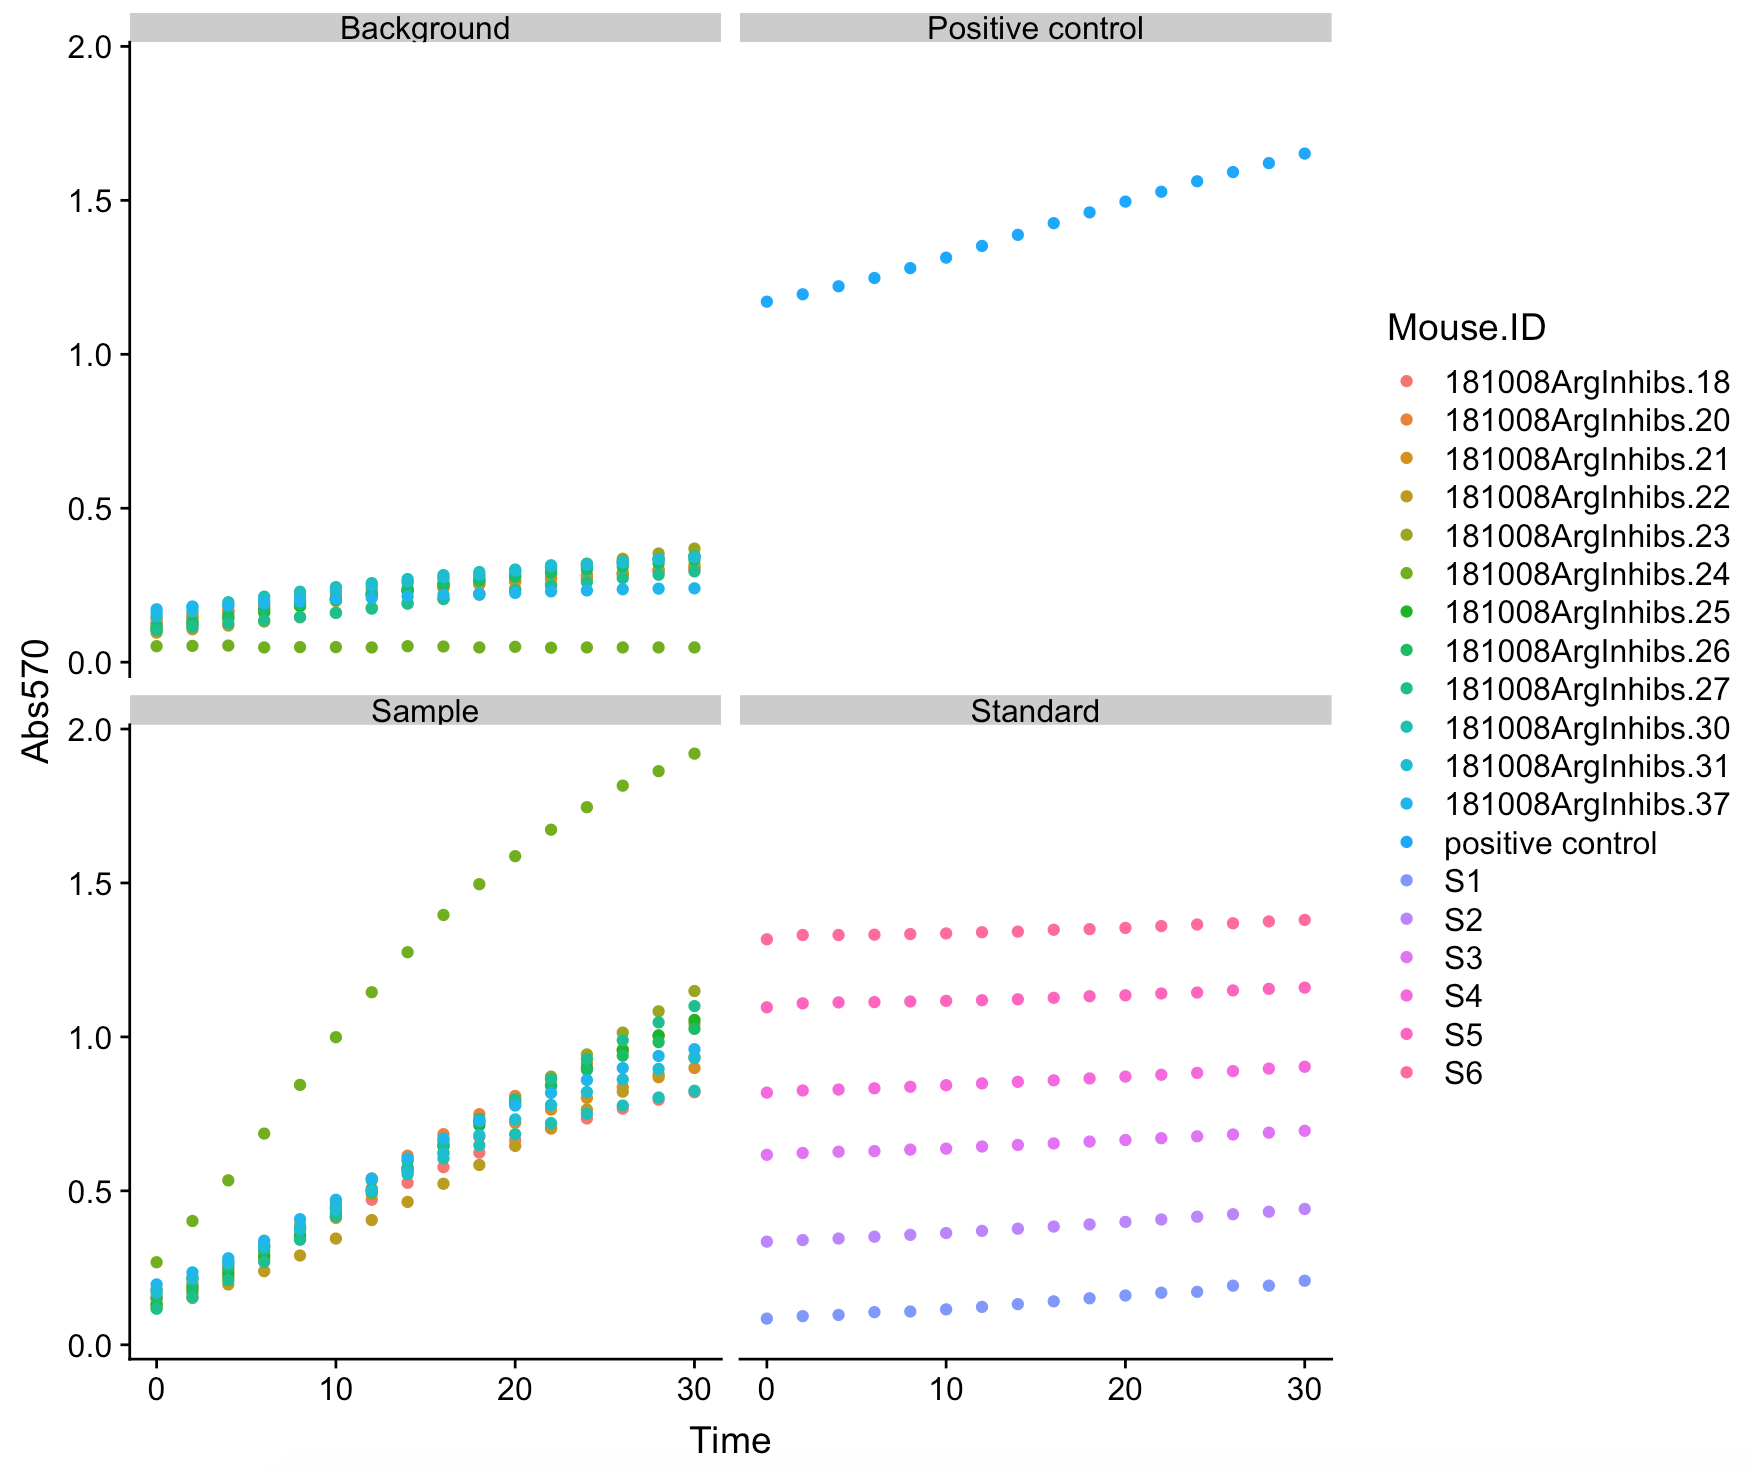 Background
Positive control
2.0
1.5
1.0
0.5
0.0
Abs570
Sample
Standard
2.0
1.5
1.0
0.5
0.0
0 10 20 30
0 10 20 30
Time
Mouse.ID
181008ArgInhibs.18
181008ArgInhibs.20
181008ArgInhibs.21
181008ArgInhibs.22
181008ArgInhibs.23
181008ArgInhibs.24
181008ArgInhibs.25
181008ArgInhibs.26
181008ArgInhibs.27
181008ArgInhibs.30
181008ArgInhibs.31
181008ArgInhibs.37
positive control
S1
S2
S3
S4
S5
S6